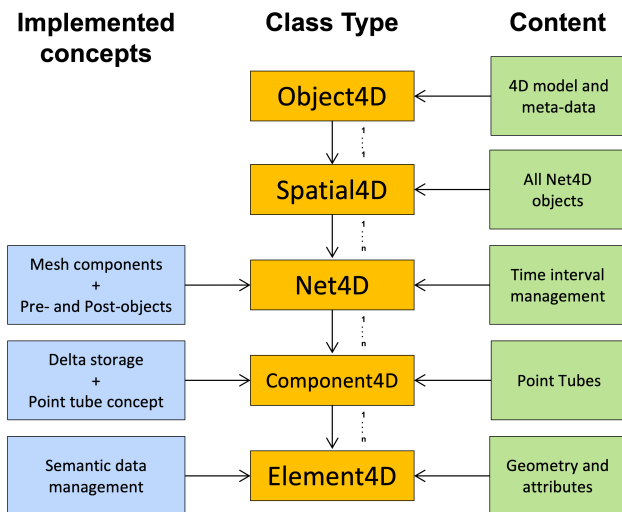 Implemented
concepts
Class Type
Content
Object4D
4D model and
meta-data
1
1
Spatial4D
All Net4D
objects
1
n
Mesh components
+
Pre- and Post-objects
Net4D
Time interval
management
1
n
Delta storage
+
Point tube concept
Component4D
Point Tubes
1
n
Semantic data
management
Element4D
Geometry and
attributes